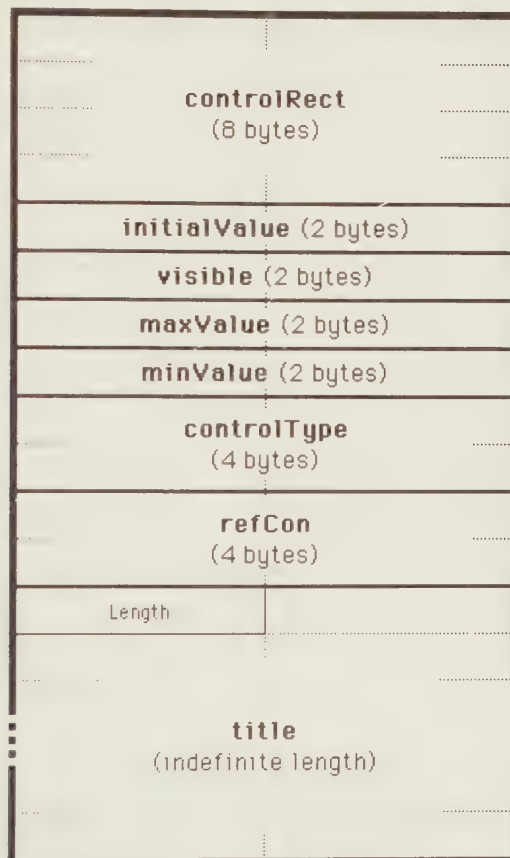 controlRect
(8 bytes)
initialValue (2 bytes)
visible (2 bytes)
maxValue (2 bytes)
minValue (2 bytes)
controlType
(4 bytes)
refCon
(4 bytes)
Length
title
(indefinite length)